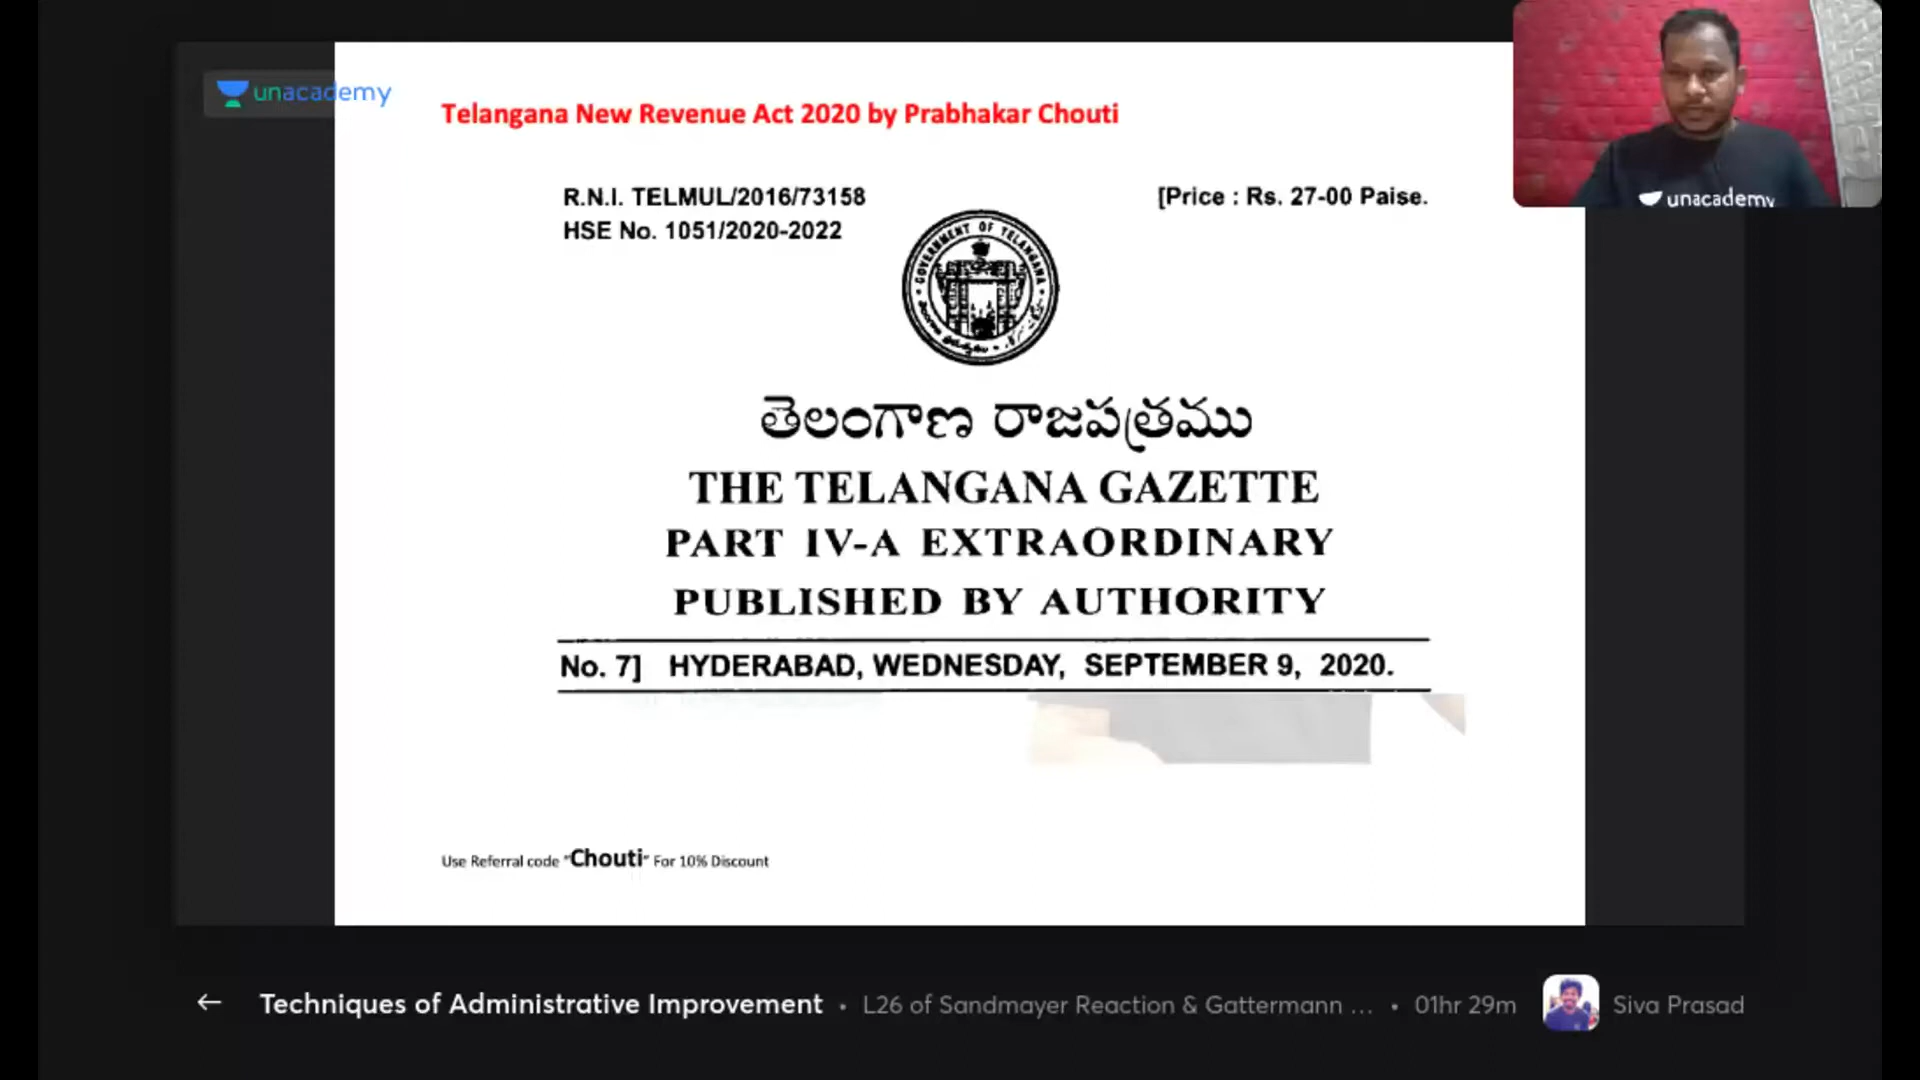 unacademy
Telangana New Revenue Act 2020 by Prabhakar Chouti
R.N.I. TELMUL/2016/73158
[Price : Rs. 27-00 Paise.
HSE No. 1051/2020-2022
GOVERNMENT OF TELANGANA
తెలంగాణ రాజపత్రము
THE TELANGANA GAZETTE
PART IV-A EXTRAORDINARY
PUBLISHED BY AUTHORITY
No. 7] HYDERABAD, WEDNESDAY, SEPTEMBER 9, 2020.
Use Referral code "Chouti" For 10% Discount
unacademy
Techniques of Administrative Improvement • L26 of Sandmayer Reaction & Gattermann ... • 01hr 29m Siva Prasad